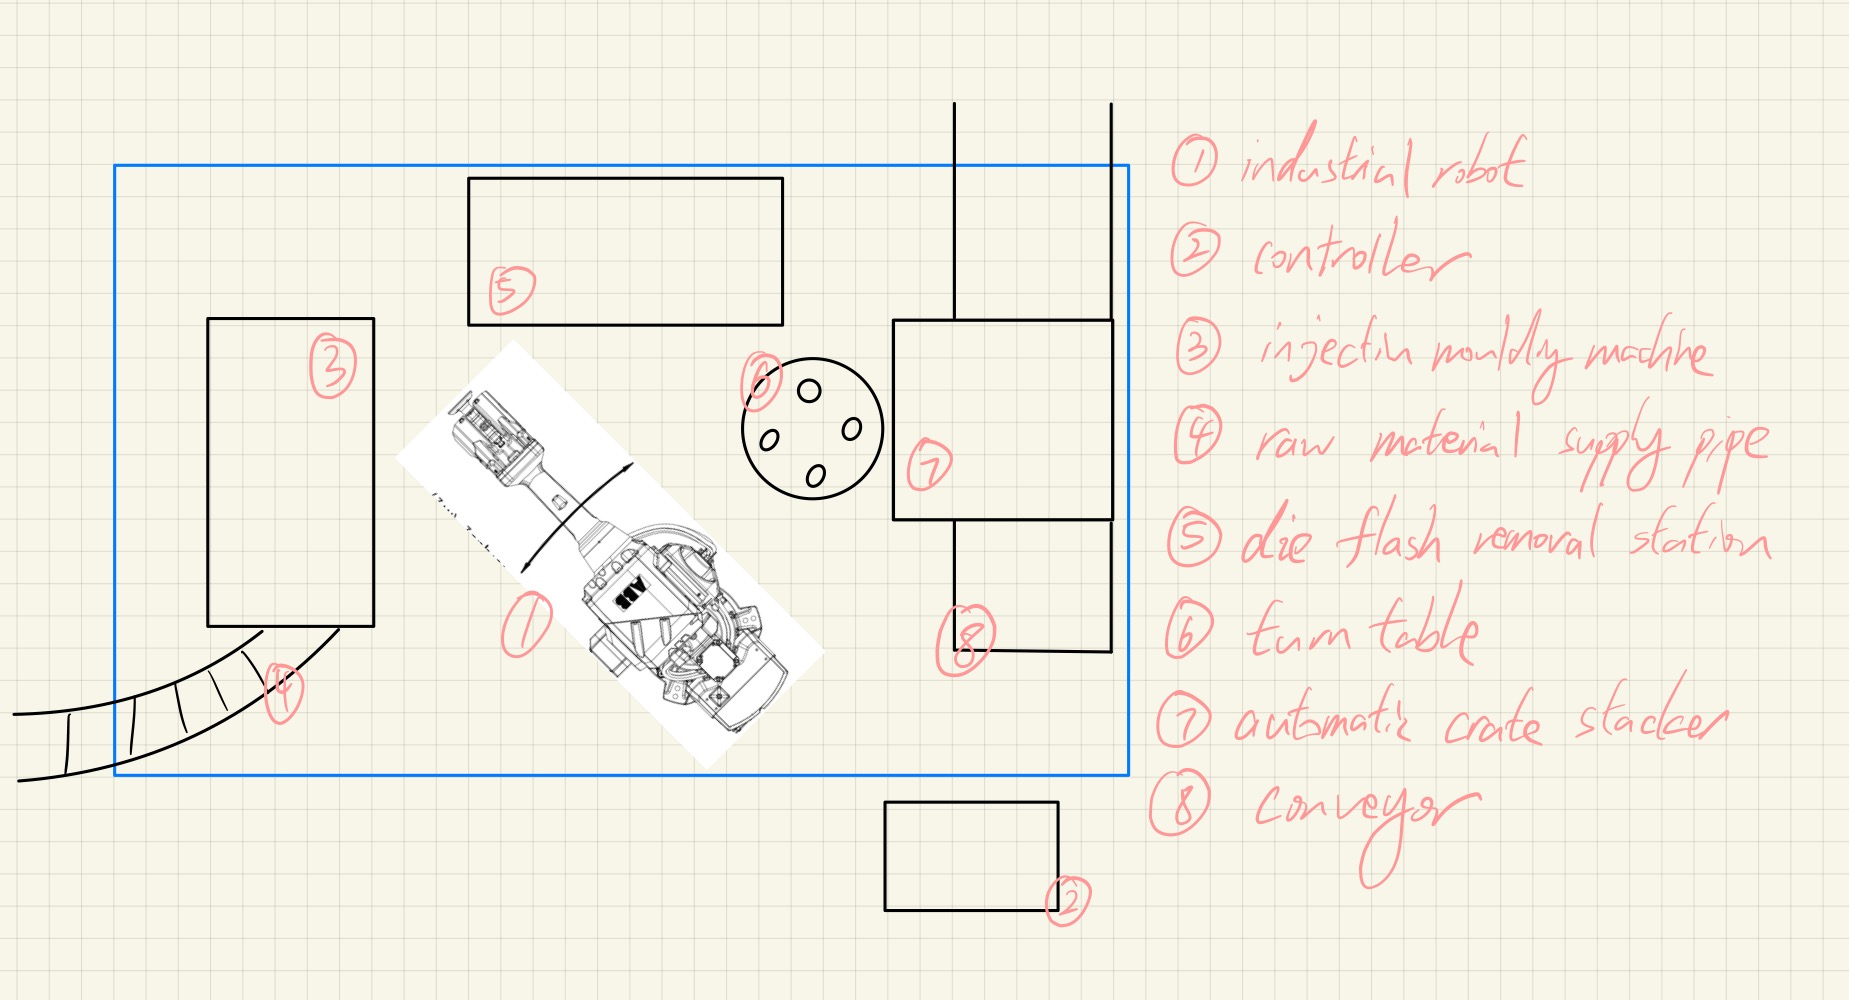 ① industrial robot
② controller
③ injection moulding machine
④ raw material supply pipe
⑤ die flash removal station
⑥ turn table
⑦ automatic crate stacker
⑧ conveyor
⑤
③
⑥
⑦
ABB
①
⑧
④
②